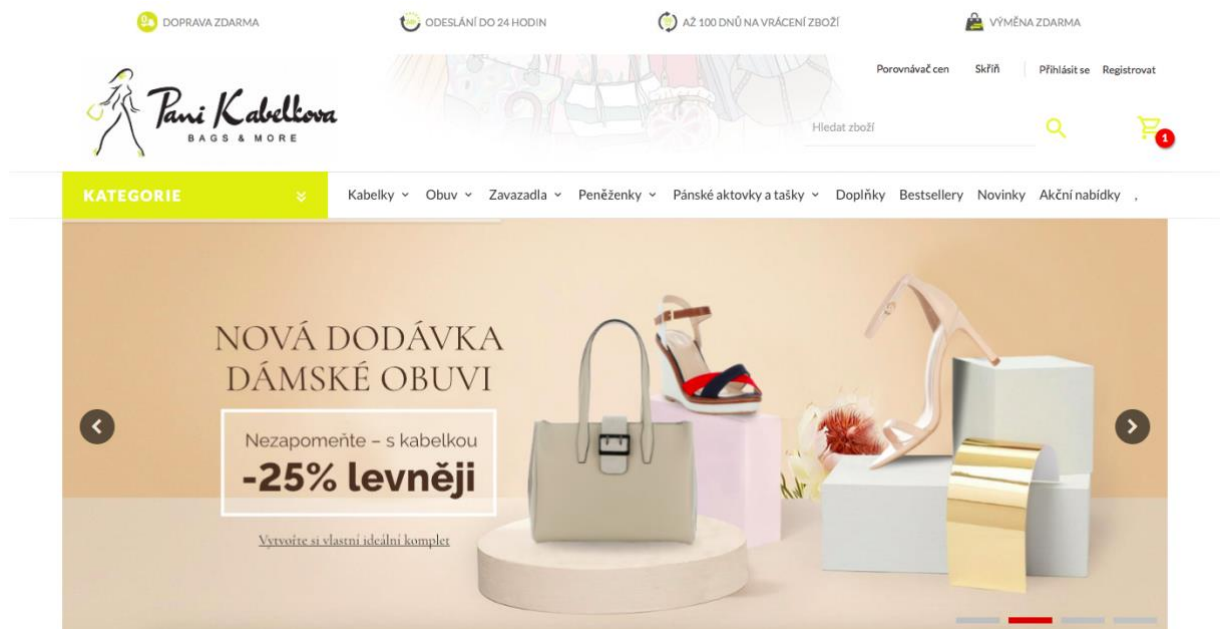 DOPRAVA ZDARMA
ODESLÁNÍ DO 24 HODIN
AŽ 100 DNŮ NA VRÁCENÍ ZBOŽÍ
VÝMĚNA ZDARMA
Porovnávač cen Skříň Přihlásit se Registrovat
Pani Kabelkova
BAGS & MORE
Hledat zboží
1
KATEGORIE
Kabelky Obuv Zavazadla Peněženky Pánské aktovky a tašky Doplňky Bestsellery Novinky Akční nabídky ,
NOVÁ DODÁVKA
DÁMSKÉ OBUVI
Nezapomeňte – s kabelkou
-25% levněji
Vytvořte si vlastní ideální komplet